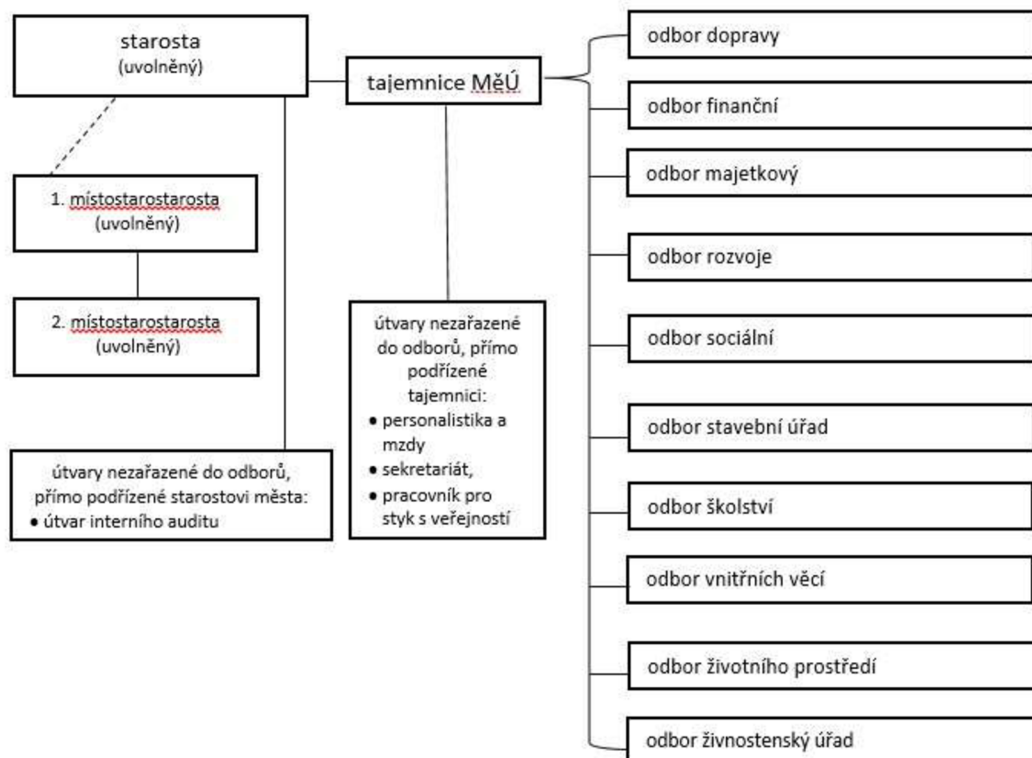 starosta
(uvolněný)
tajemnice MěÚ
1. místostarostarosta
(uvolněný)
2. místostarostarosta
(uvolněný)
útvary nezařazené do odborů,
přímo podřízené starostovi města:
● útvar interního auditu
útvary nezařazené
do odborů, přímo
podřízené
tajemnici:
● personalistika a
mzdy
● sekretariát,
● pracovník pro
styk s veřejností
odbor dopravy
odbor finanční
odbor majetkový
odbor rozvoje
odbor sociální
odbor stavební úřad
odbor školství
odbor vnitřních věcí
odbor životního prostředí
odbor živnostenský úřad